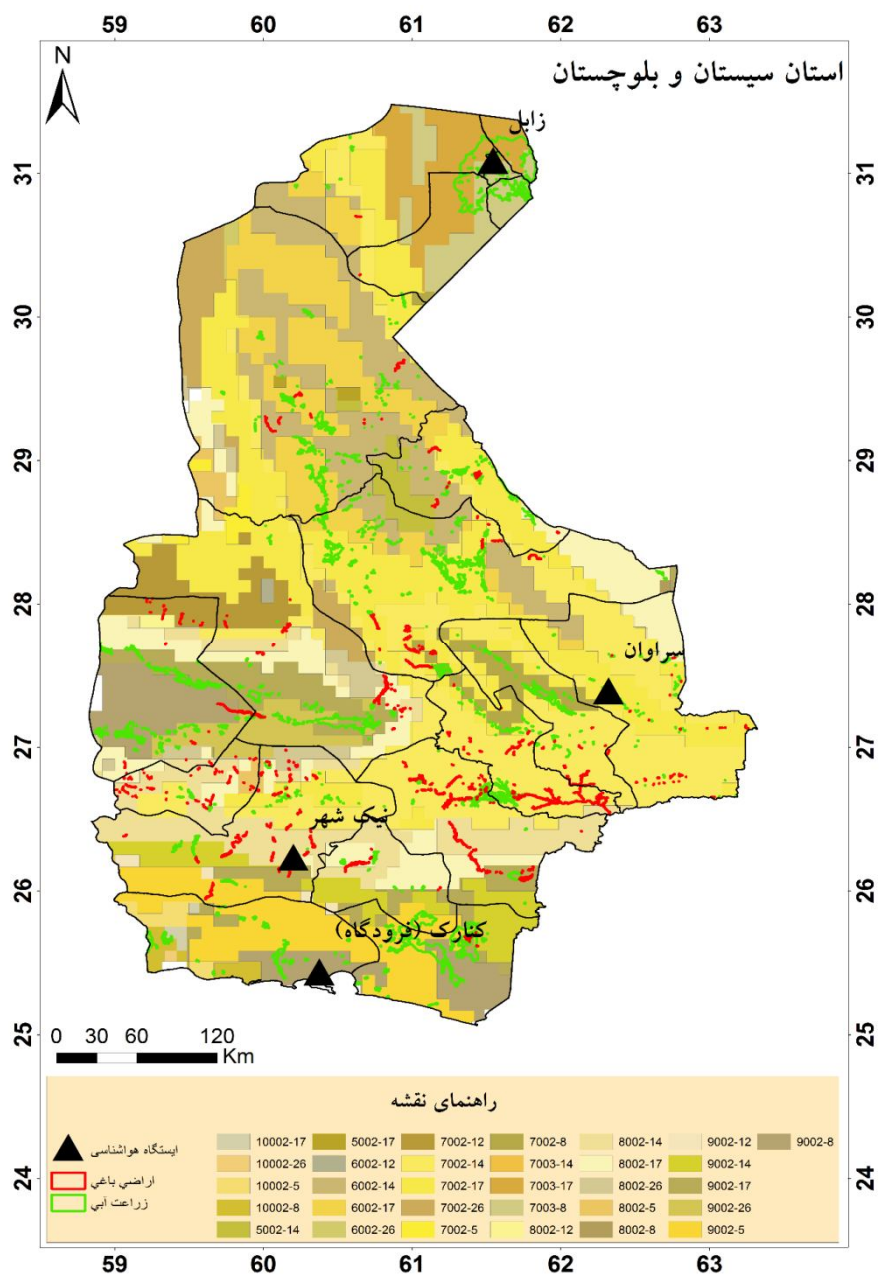 59 60 61 62 63
N
استان سیستان و بلوچستان
زابل
31 31
30 30
29 29
28 28
سراوان
27 27
نیک شهر
26 26
کنارک (فرودگاه)
25 25
0 30 60 120
Km
راهنمای نقشه
ایستگاه هواشناسی
اراضي باغي
زراعت آبي
10002-17 5002-17 7002-12 7002-8 8002-14 9002-12 9002-8
10002-26 6002-12 7002-14 7003-14 8002-17 9002-14
10002-5 6002-14 7002-17 7003-17 8002-26 9002-17
10002-8 6002-17 7002-26 7003-8 8002-5 9002-26
5002-14 6002-26 7002-5 8002-12 8002-8 9002-5
24 24
59 60 61 62 63